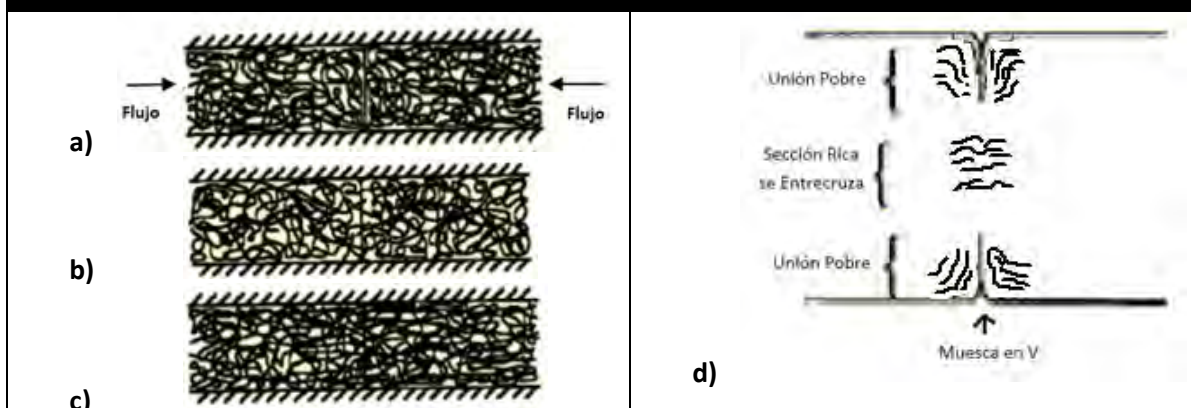 Flujo
Flujo
a)
b)
c)
Unión Pobre
Sección Rica
se Entrecruza
Unión Pobre
Muesca en V
d)